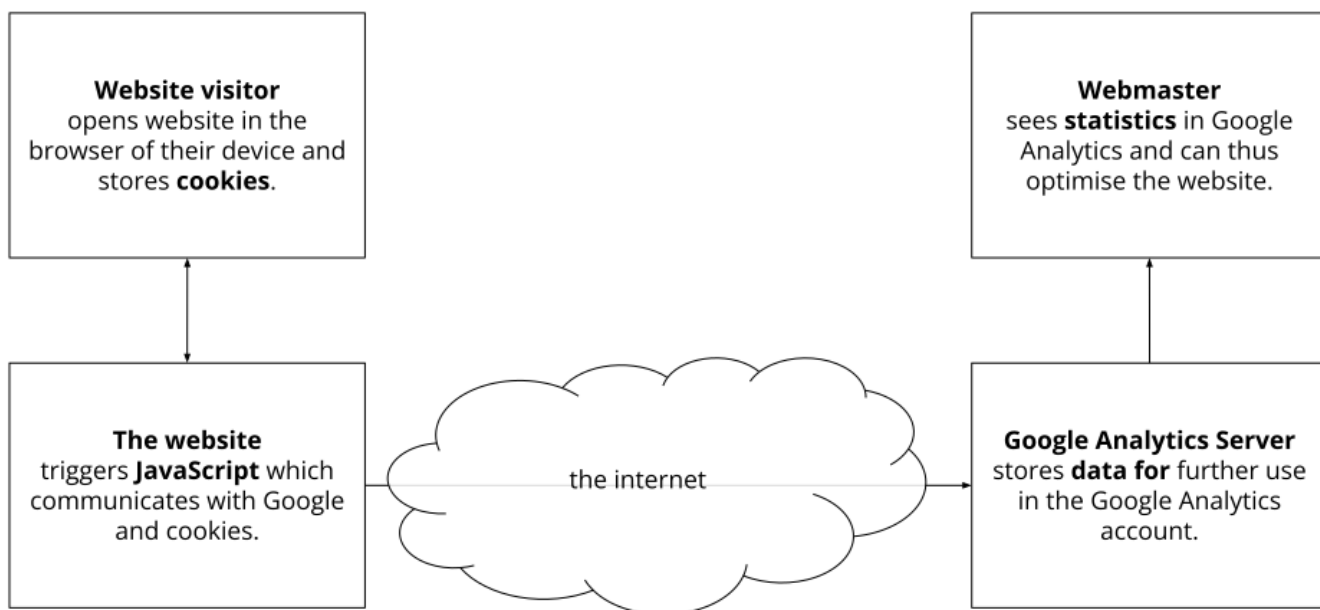 Website visitor
opens website in the
browser of their device and
stores cookies.
Webmaster
sees statistics in Google
Analytics and can thus
optimise the website.
The website
triggers JavaScript which
communicates with Google
and cookies.
the internet
Google Analytics Server
stores data for further use
in the Google Analytics
account.